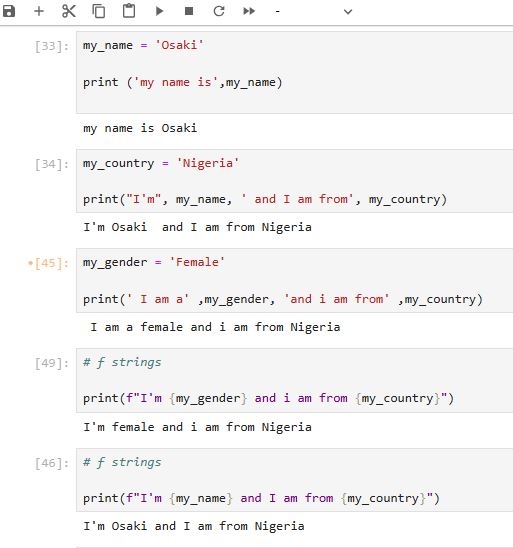 [33]: my_name = 'Osaki'
print ('my name is',my_name)
my name is Osaki
[34]: my_country = 'Nigeria'
print("I'm", my_name, ' and I am from', my_country)
I'm Osaki  and I am from Nigeria
*[45]: my_gender = 'Female'
print(' I am a' ,my_gender, 'and i am from' ,my_country)
 I am a female and i am from Nigeria
[49]: # f strings
print(f"I'm {my_gender} and i am from {my_country}")
I'm female and i am from Nigeria
[46]: # f strings
print(f"I'm {my_name} and I am from {my_country}")
I'm Osaki and I am from Nigeria